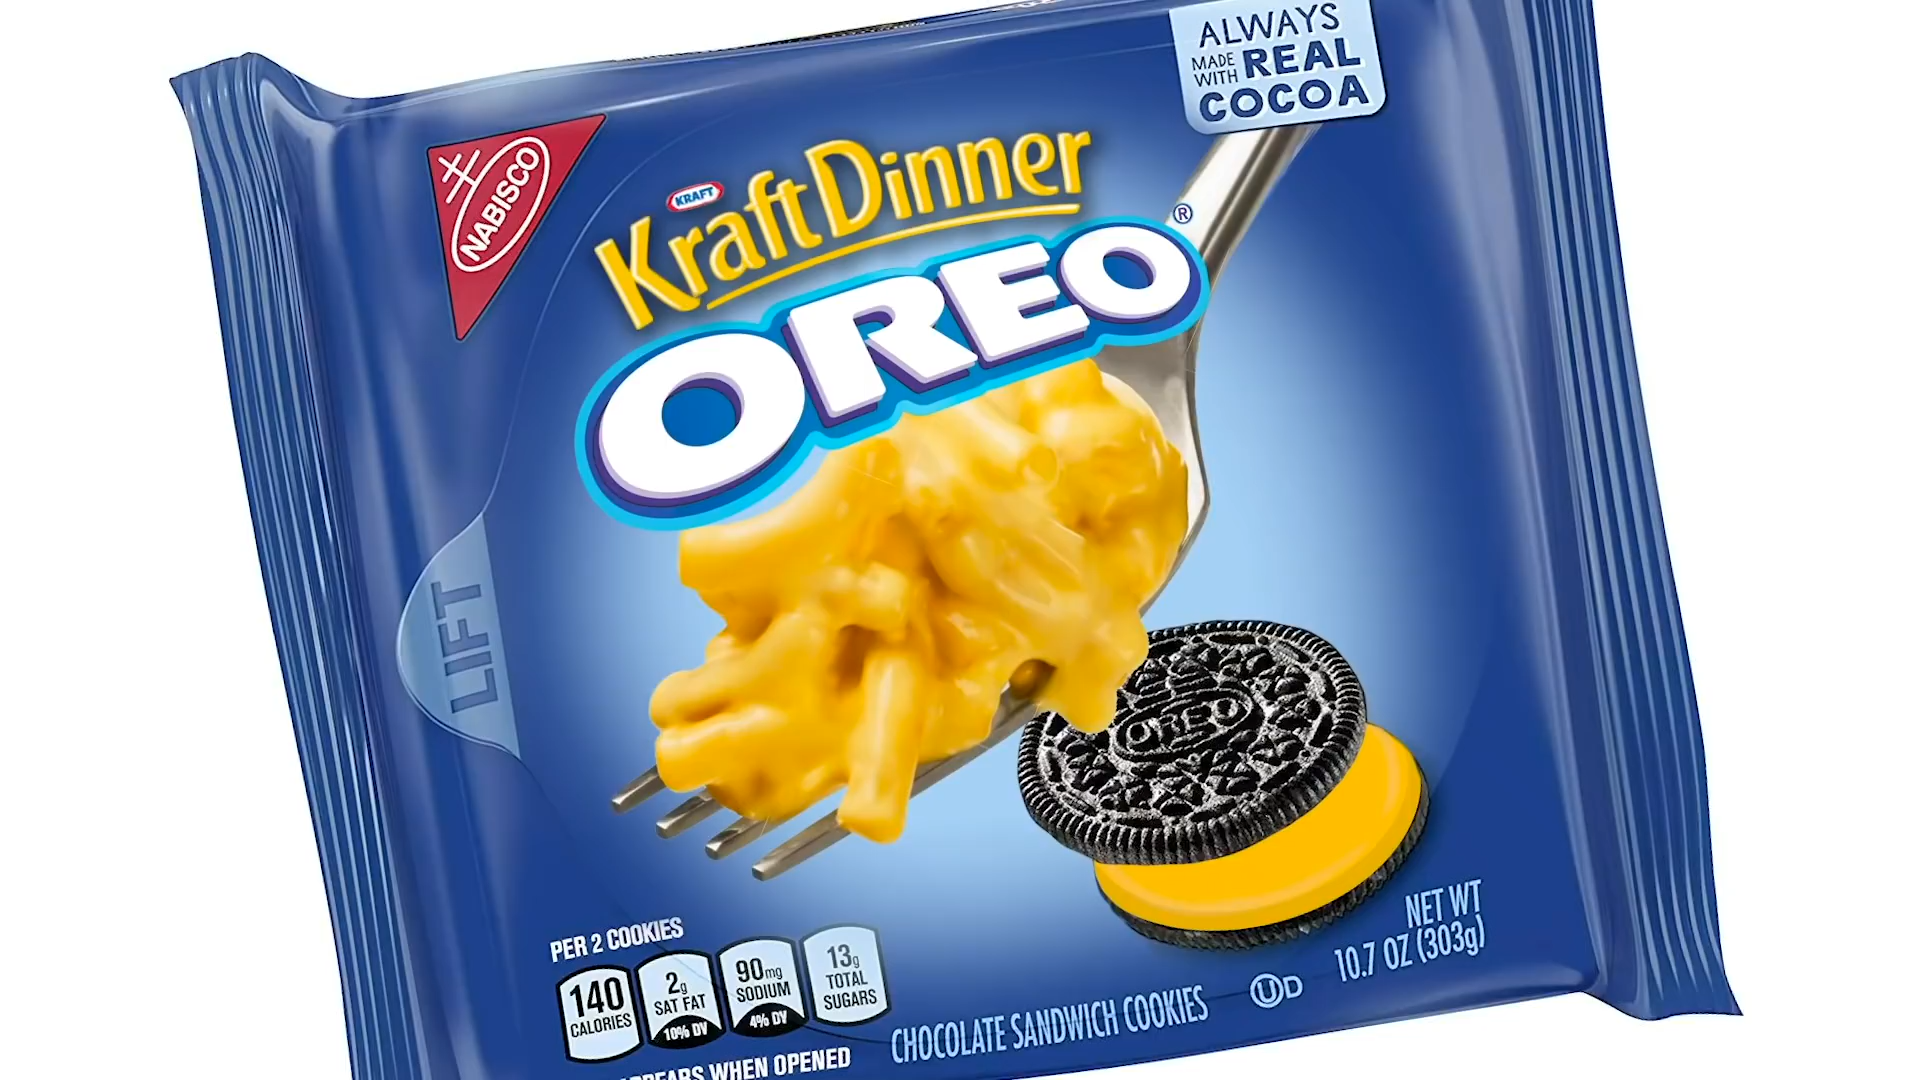 ALWAYS
MADE WITH REAL
COCOA
NABISCO
KRAFT
Kraft Dinner
OREO®
LIFT
OREO
PER 2 COOKIES
140 CALORIES
2g SAT FAT 10% DV
90mg SODIUM 4% DV
13g TOTAL SUGARS
CHOCOLATE SANDWICH COOKIES
UD
NET WT
10.7 OZ (303g)
WHEN OPENED